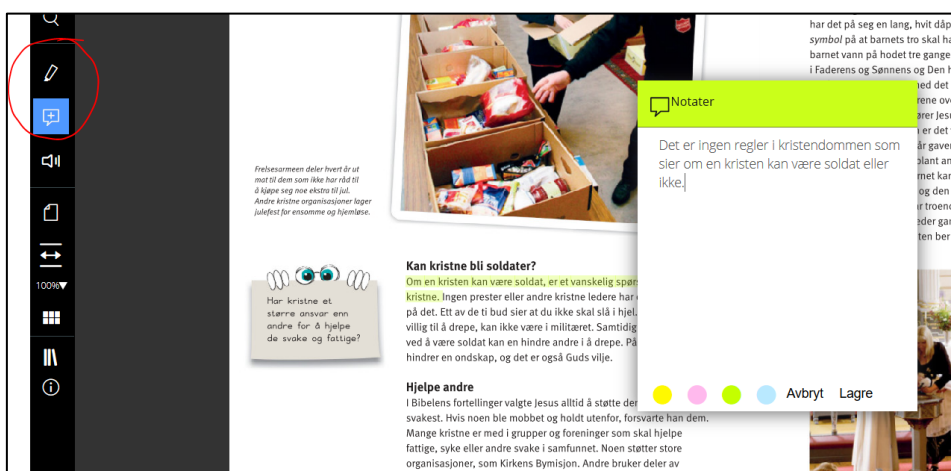 har det på seg en lang, hvit
symbol på at barnets tro skal
barnet vann på hodet tre gange
i Faderens og Sønnens og Den
100%
Frelsesarmeen deler hvert år ut
mat til dem som ikke har råd til
å kjøpe seg noe ekstra til jul.
Andre kristne organisasjoner lager
julefest for ensomme og hjemløse.
Har kristne et
større ansvar enn
andre for å hjelpe
de svake og fattige?
Kan kristne bli soldater?
Om en kristen kan være soldat, er et vanskelig
kristne. Ingen prester eller andre kristne ledere har
på det. Ett av de ti bud sier at du ikke skal slå i hjel.
villig til å drepe, kan ikke være i militæret. Samtidig
ved å være soldat kan en hindre andre i å drepe. På
hindrer en ondskap, og det er også Guds vilje.
Hjelpe andre
I Bibelens fortellinger valgte Jesus alltid å støtte
svakest. Hvis noen ble mobbet og holdt utenfor, forsvarte han dem.
Mange kristne er med i grupper og foreninger som skal hjelpe
fattige, syke eller andre svake i samfunnet. Noen støtter store
organisasjoner, som Kirkens Bymisjon. Andre bruker deler av
Notater
Det er ingen regler i kristendommen som
sier om en kristen kan være soldat eller
ikke.
Avbryt Lagre